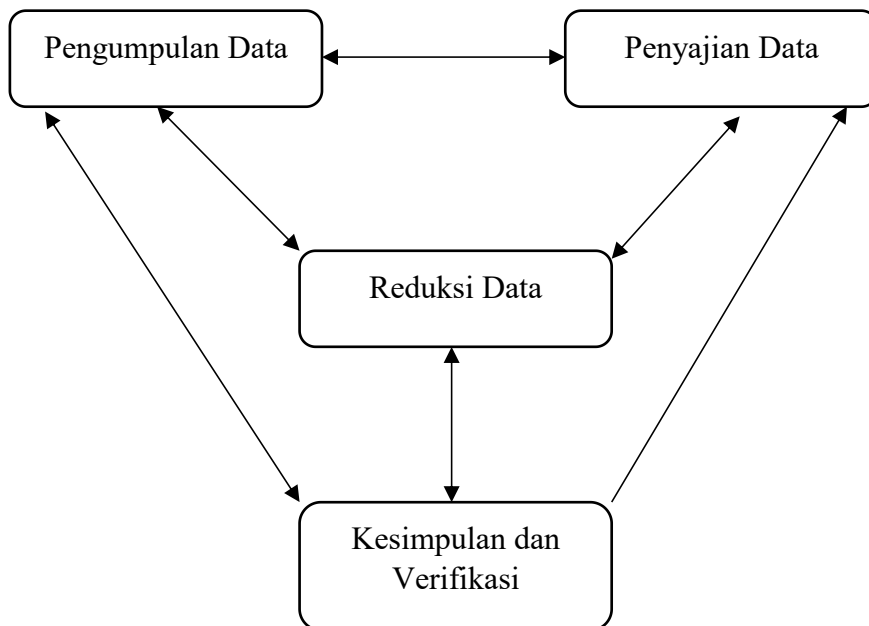 Pengumpulan Data
Penyajian Data
Reduksi Data
Kesimpulan dan
Verifikasi